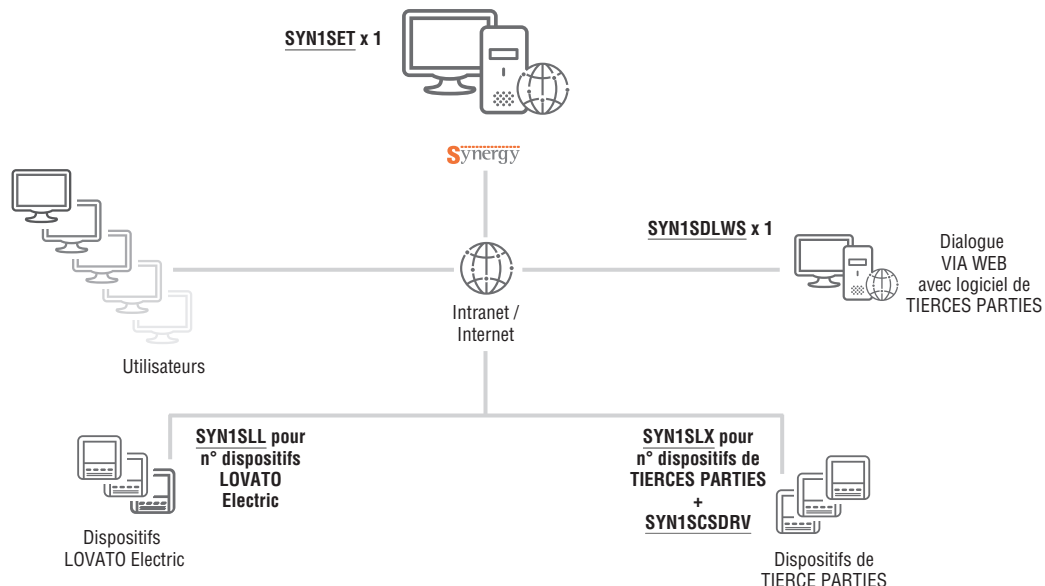 SYN1SET x 1
Synergy
SYN1SDLWS x 1
Dialogue
VIA WEB
avec logiciel de
TIERCES PARTIES
Intranet /
Internet
Utilisateurs
SYN1SLL pour
n° dispositifs
LOVATO
Electric
SYN1SLX pour
n° dispositifs de
TIERCES PARTIES
+
SYN1SCSDRV
Dispositifs
LOVATO Electric
Dispositifs de
TIERCE PARTIES